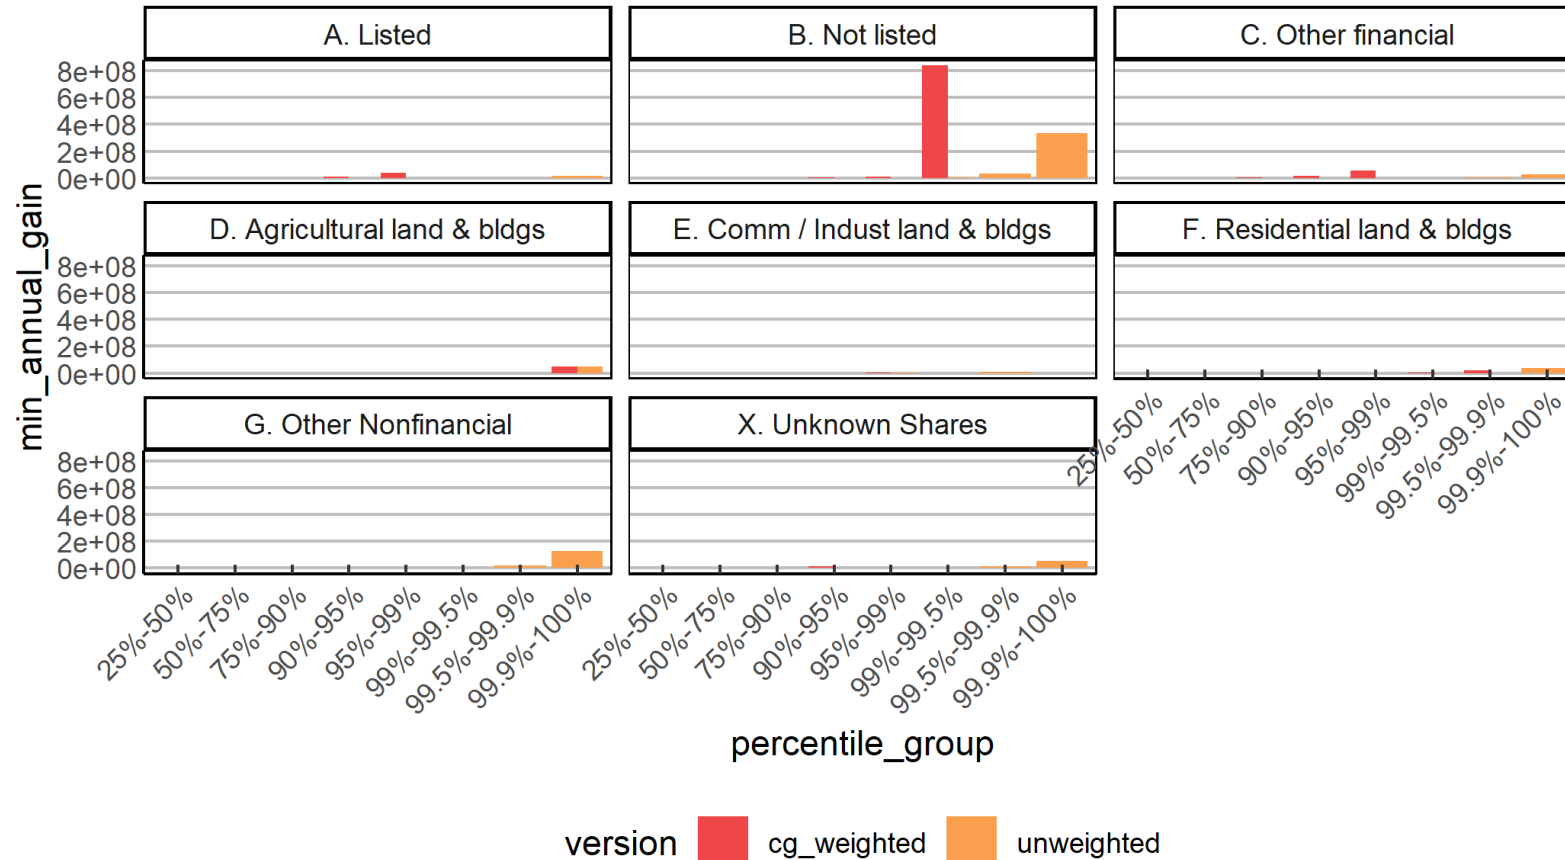 A. Listed
B. Not listed
C. Other financial
8e+08
6e+08
4e+08
2e+08
0e+00
D. Agricultural land & bldgs
E. Comm / Indust land & bldgs
F. Residential land & bldgs
8e+08
6e+08
4e+08
2e+08
0e+00
25%-50%
50%-75%
75%-90%
90%-95%
95%-99%
99%-99.5%
99.5%-99.9%
99.9%-100%
G. Other Nonfinancial
X. Unknown Shares
8e+08
6e+08
4e+08
2e+08
0e+00
25%-50%
50%-75%
75%-90%
90%-95%
95%-99%
99%-99.5%
99.5%-99.9%
99.9%-100%
25%-50%
50%-75%
75%-90%
90%-95%
95%-99%
99%-99.5%
99.5%-99.9%
99.9%-100%
min_annual_gain
percentile_group
version cg_weighted unweighted